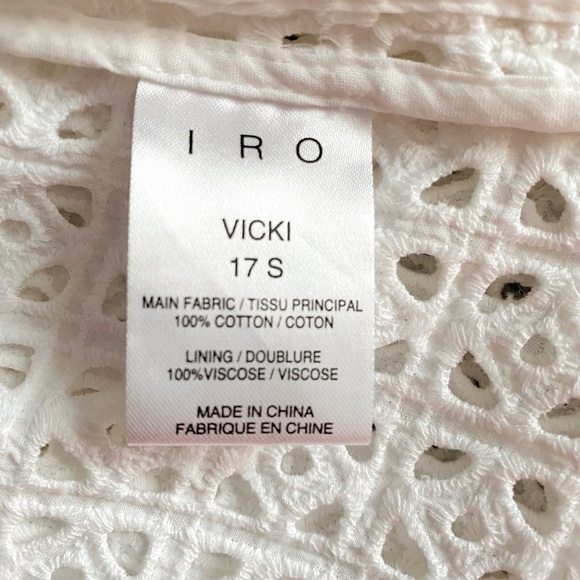 I R O
VICKI
17 S
MAIN FABRIC / TISSU PRINCIPAL
100% COTTON / COTON
LINING / DOUBLURE
100%VISCOSE / VISCOSE
MADE IN CHINA
FABRIQUE EN CHINE